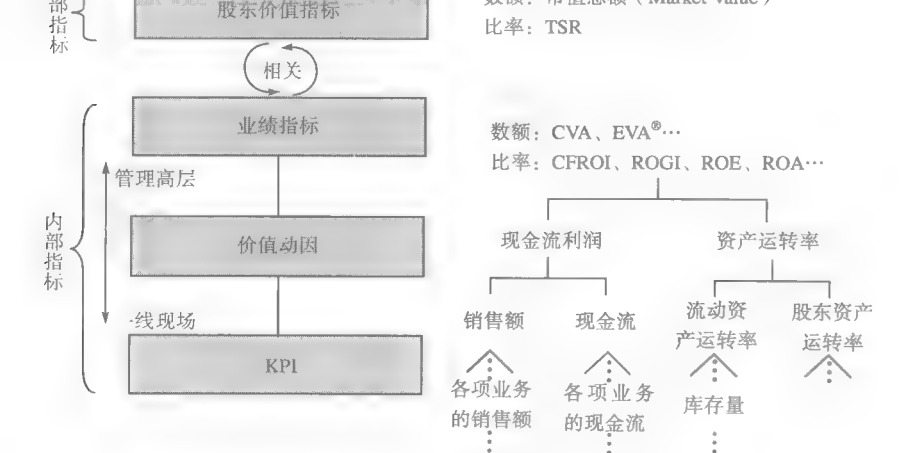 部指标
股东价值指标
数额：市值总额（Market Value）
比率：TSR
相关
业绩指标
数额：CVA、EVA®…
比率：CFROI、ROGI、ROE、ROA…
管理高层
内部指标
价值动因
现金流利润
资产运转率
一线现场
KPI
销售额
现金流
流动资
产运转率
股东资产
运转率
各项业务
的销售额
各项业务
的现金流
库存量